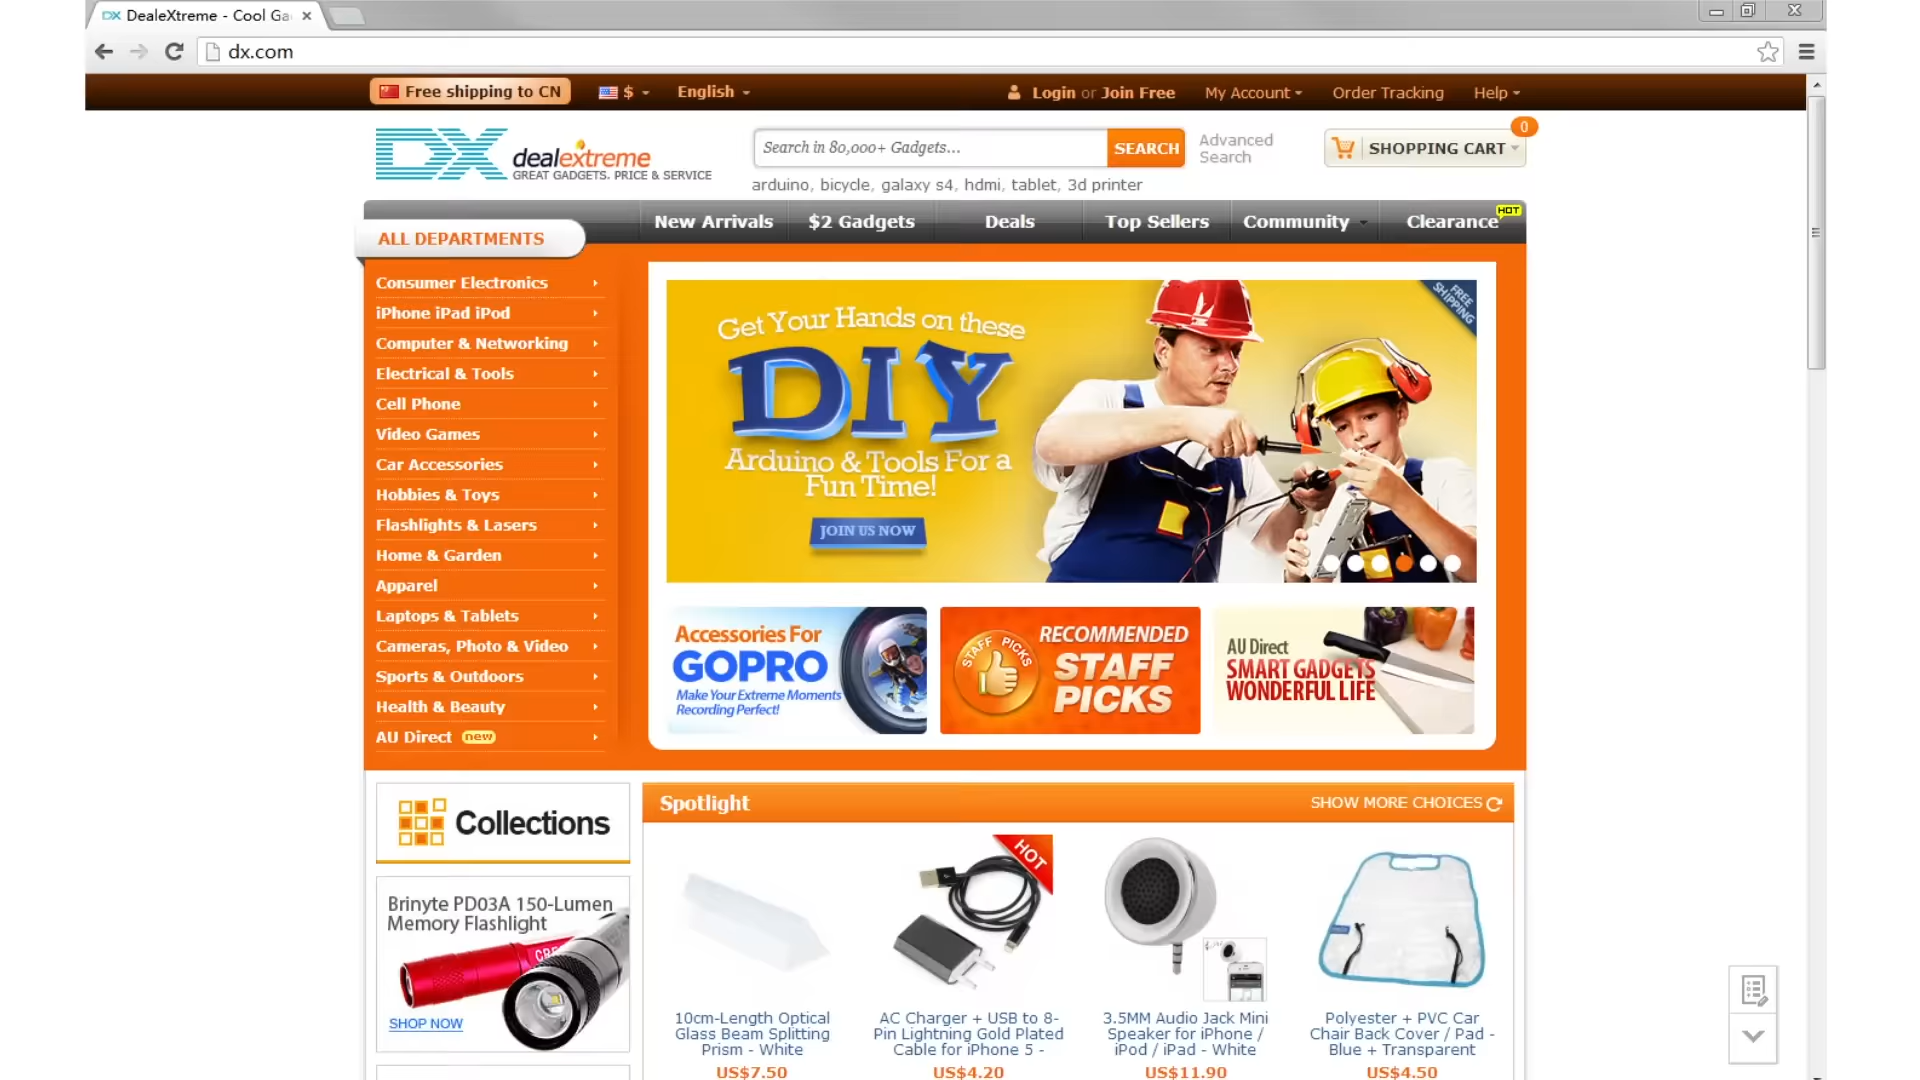 DealeXtreme - Cool Ga
dx.com
Free shipping to CN
$
English
Login or Join Free
My Account
Order Tracking
Help
DX dealextreme
GREAT GADGETS. PRICE & SERVICE
Search in 80,000+ Gadgets...
SEARCH
Advanced
Search
0
SHOPPING CART
arduino, bicycle, galaxy s4, hdmi, tablet, 3d printer
New Arrivals
$2 Gadgets
Deals
Top Sellers
Community
Clearance
HOT
ALL DEPARTMENTS
Consumer Electronics
iPhone iPad iPod
Computer & Networking
Electrical & Tools
Cell Phone
Video Games
Car Accessories
Hobbies & Toys
Flashlights & Lasers
Home & Garden
Apparel
Laptops & Tablets
Cameras, Photo & Video
Sports & Outdoors
Health & Beauty
AU Direct new
Get Your Hands on these
DIY
Arduino & Tools For a
Fun Time!
JOIN US NOW
FREE
SHIPPING
Accessories For
GOPRO
Make Your Extreme Moments
Recording Perfect!
STAFF PICKS
RECOMMENDED
STAFF
PICKS
AU Direct
SMART GADGETS
WONDERFUL LIFE
Collections
Brinyte PD03A 150-Lumen
Memory Flashlight
SHOP NOW
Spotlight
SHOW MORE CHOICES
HOT
10cm-Length Optical
Glass Beam Splitting
Prism - White
US$7.50
AC Charger + USB to 8-
Pin Lightning Gold Plated
Cable for iPhone 5 -
US$4.20
3.5MM Audio Jack Mini
Speaker for iPhone /
iPod / iPad - White
US$11.90
Polyester + PVC Car
Chair Back Cover / Pad -
Blue + Transparent
US$4.50